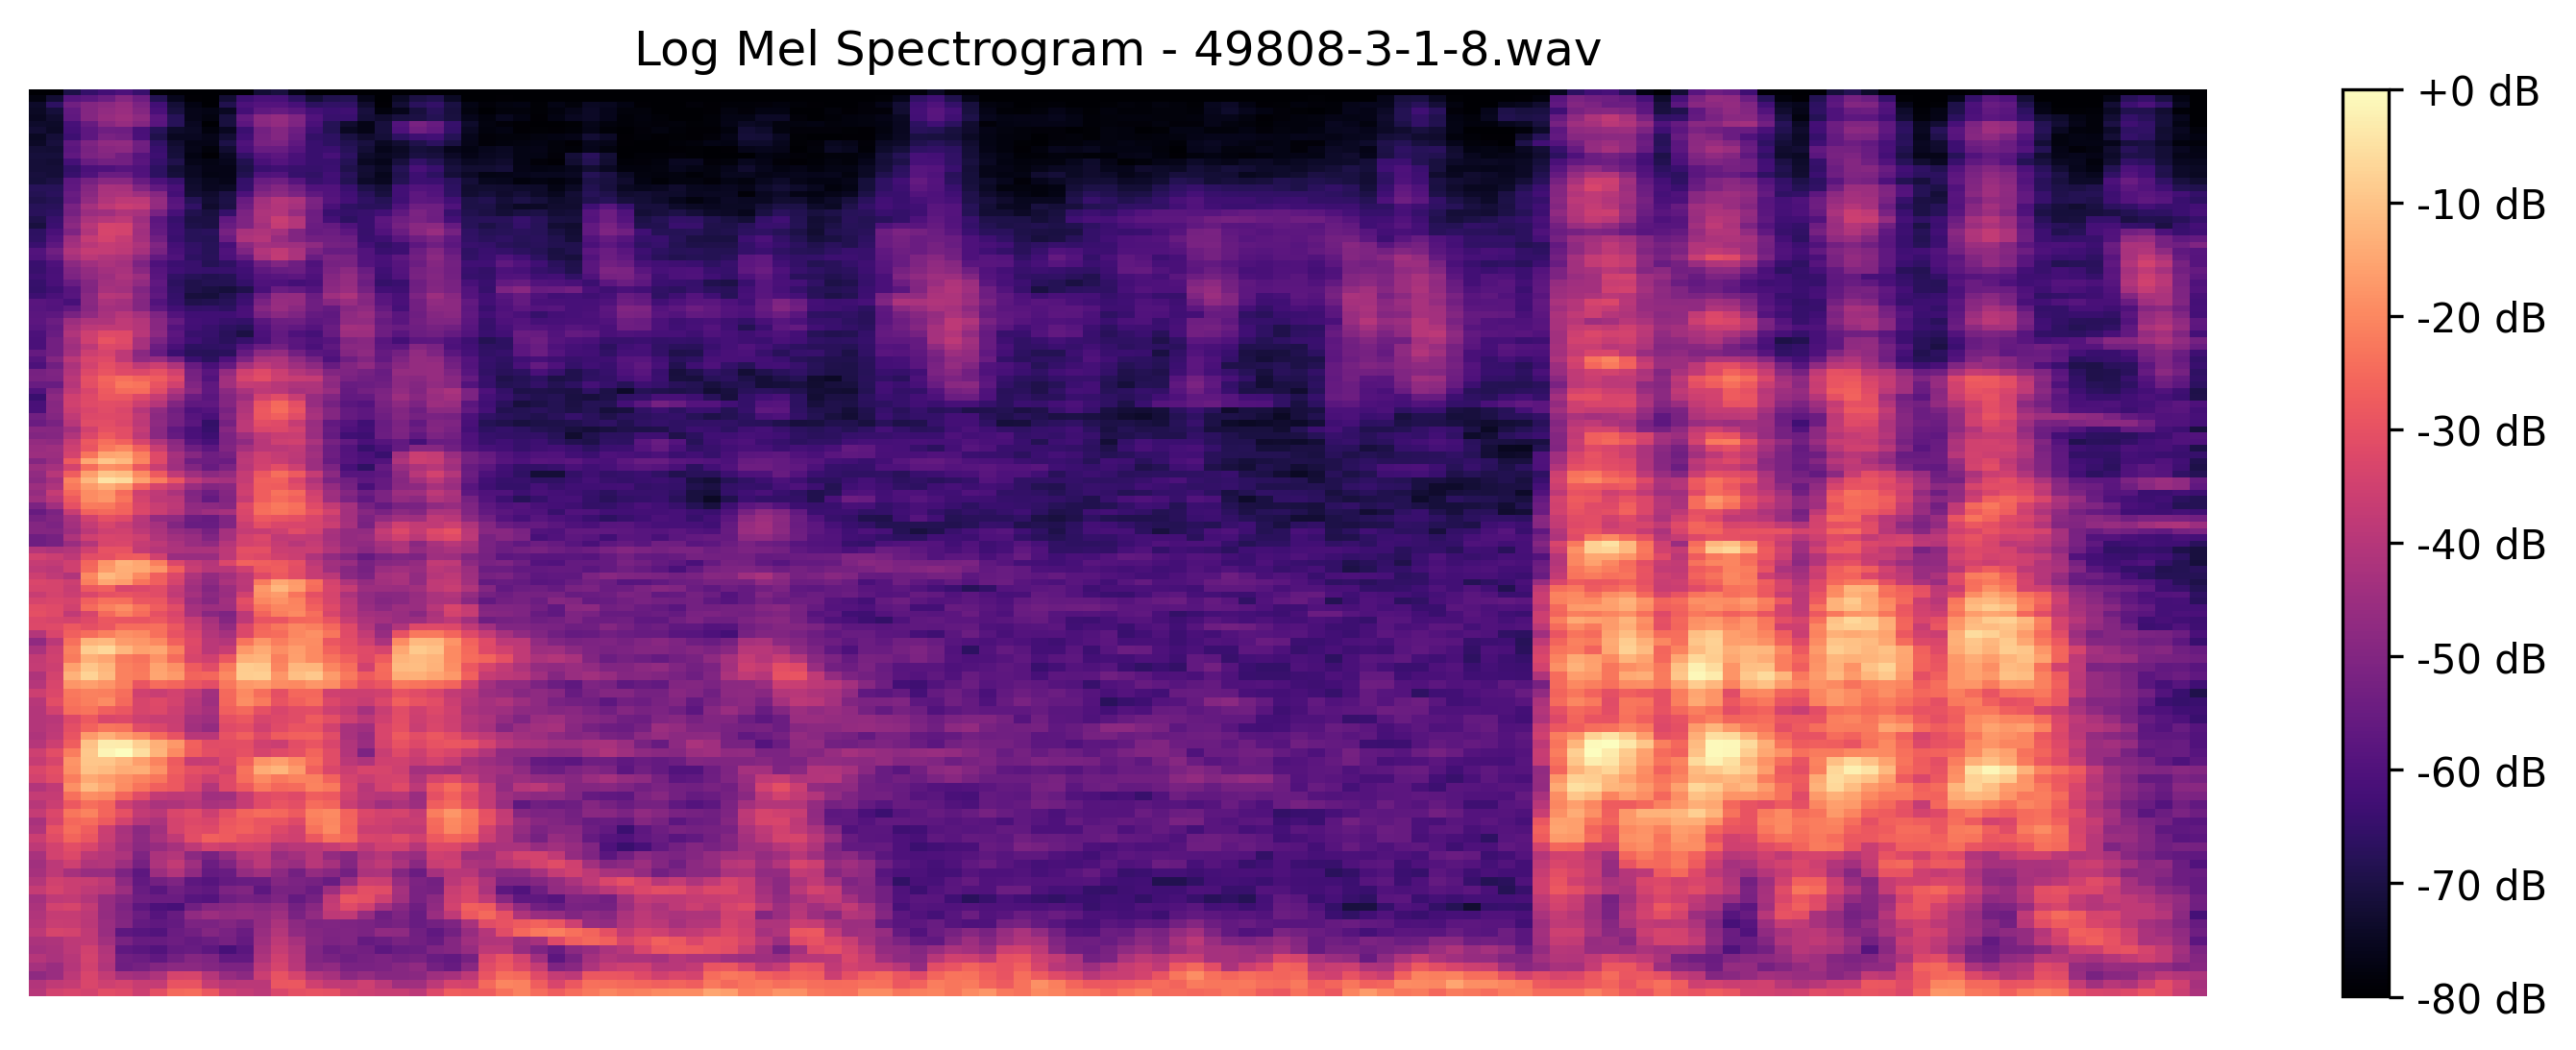 Log Mel Spectrogram - 49808-3-1-8.wav
+0 dB
-10 dB
-20 dB
-30 dB
-40 dB
-50 dB
-60 dB
-70 dB
-80 dB